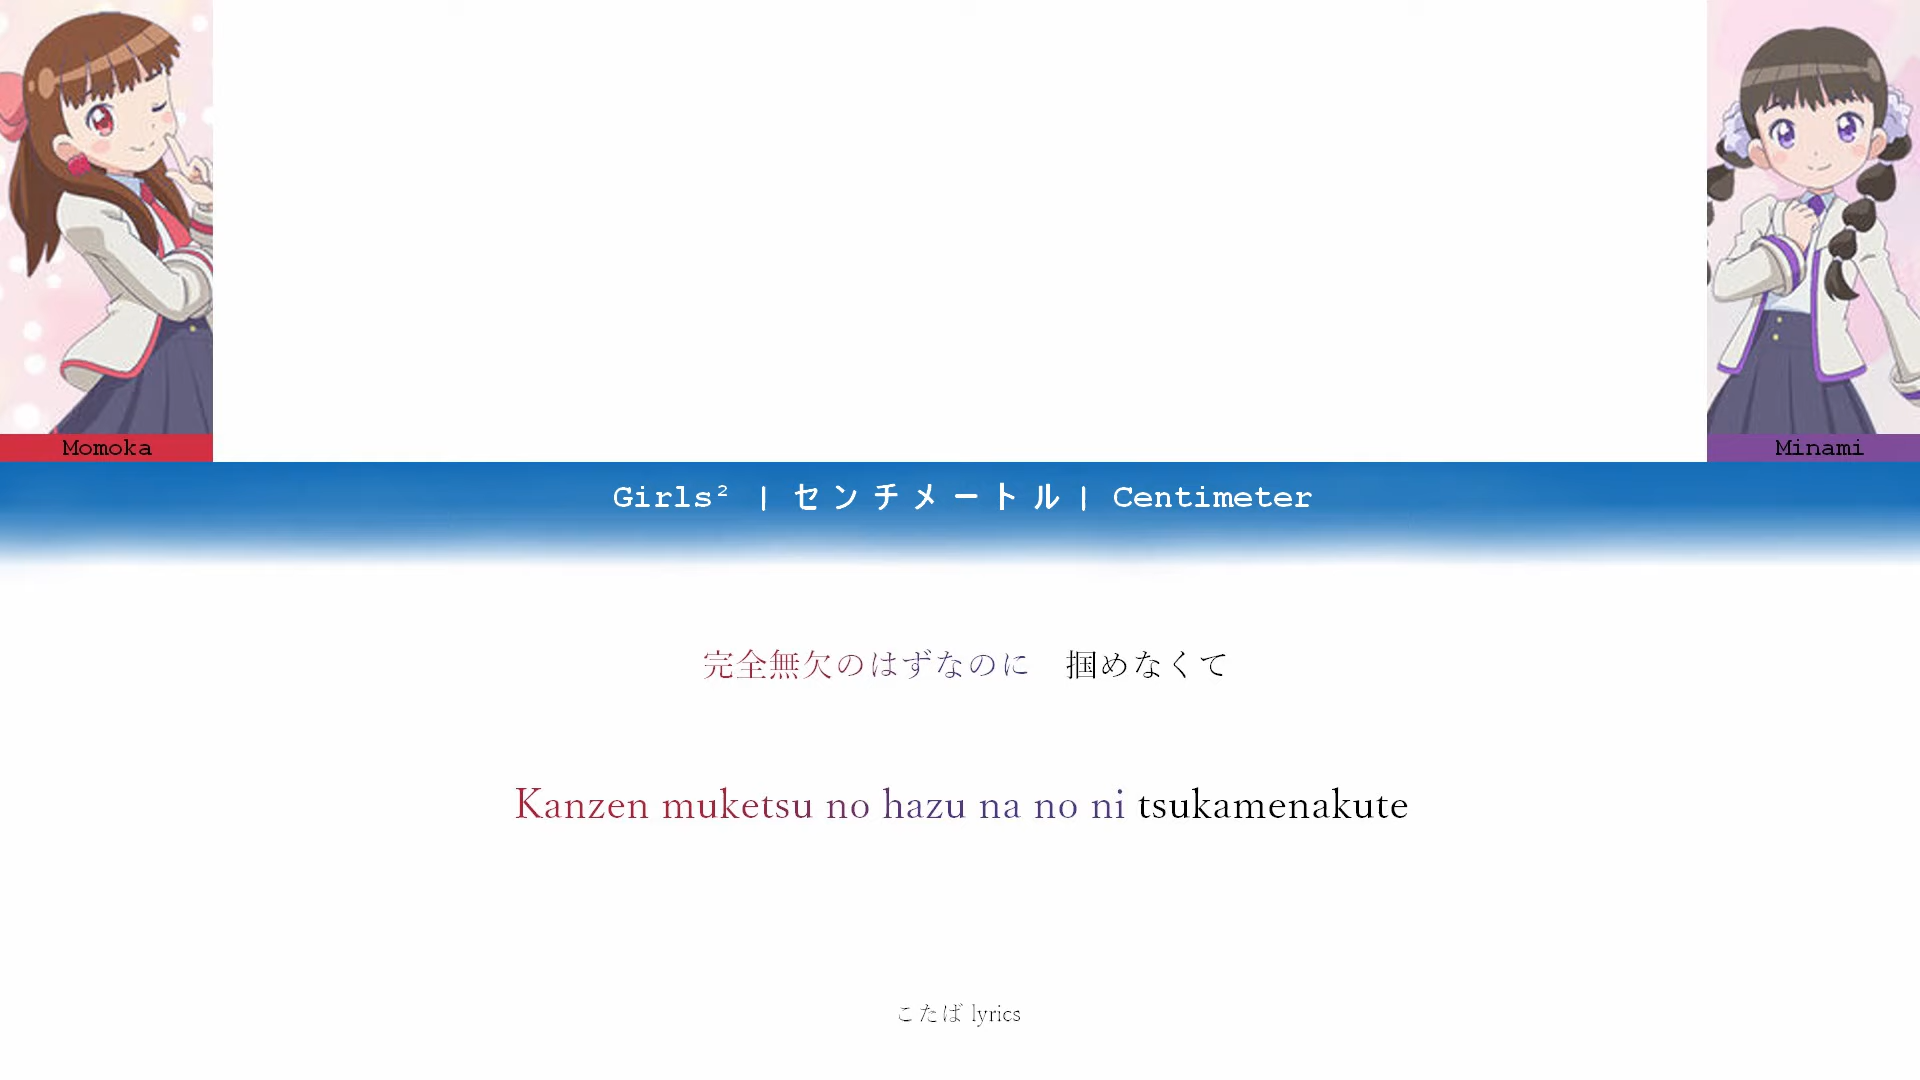 Momoka
Minami
Girls² | センチメートル | Centimeter
完全無欠のはずなのに　掴めなくて
Kanzen muketsu no hazu na no ni tsukamenakute
こたば lyrics